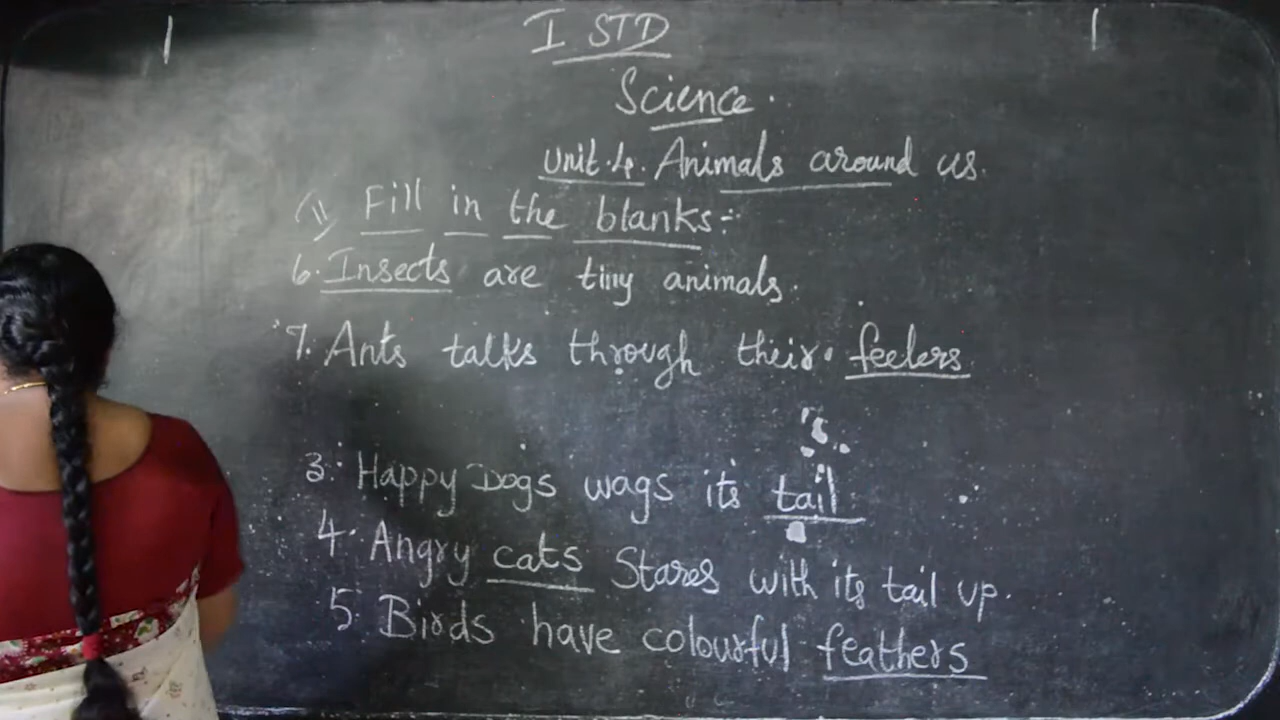 I STD
Science.
Unit.4. Animals around us.
(1) Fill in the blanks:-
6. Insects are tiny animals.
7. Ants talks through their feelers.
3. Happy Dogs wags its tail
4. Angry cats Stares with its tail up.
5. Birds have colourful feathers